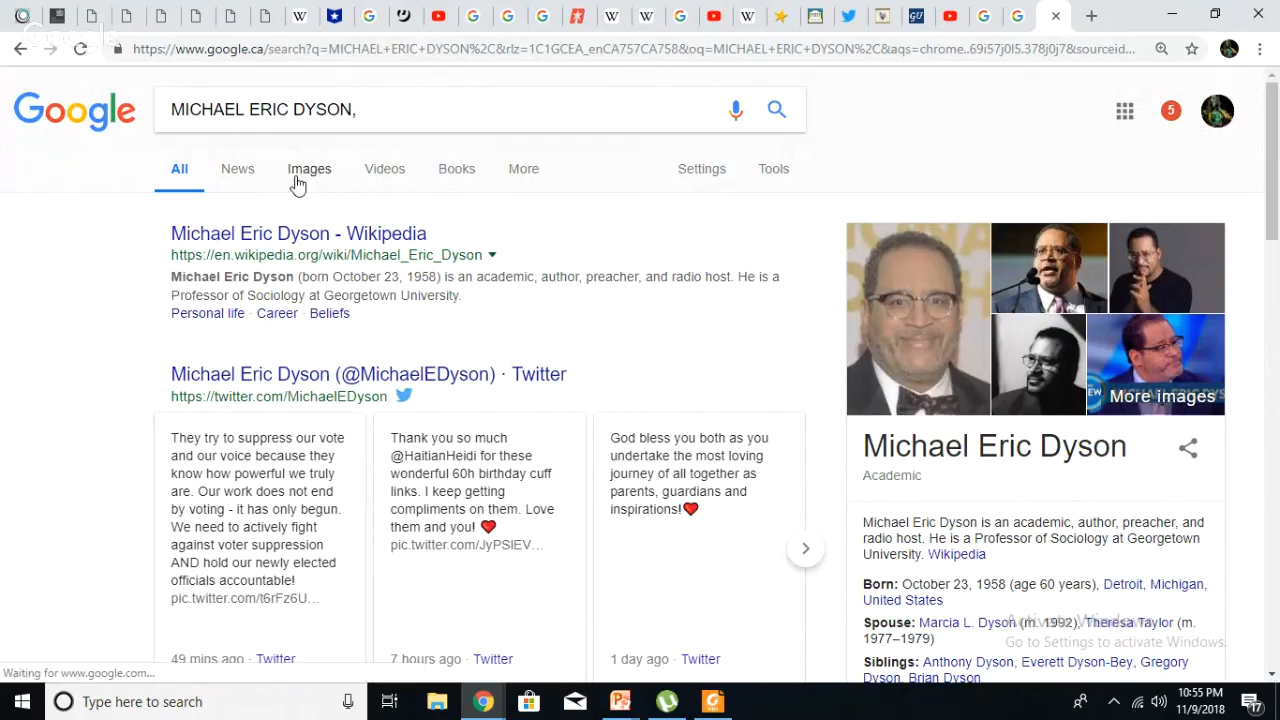 https://www.google.ca/search?q=MICHAEL+ERIC+DYSON%2C&rlz=1C1GCEA_enCA757CA758&oq=MICHAEL+ERIC+DYSON%2C&aqs=chrome..69i57j0l5.378j0j7&sourceid...
Google
MICHAEL ERIC DYSON,
5
All
News
Images
Videos
Books
More
Settings
Tools
Michael Eric Dyson - Wikipedia
https://en.wikipedia.org/wiki/Michael_Eric_Dyson
Michael Eric Dyson (born October 23, 1958) is an academic, author, preacher, and radio host. He is a
Professor of Sociology at Georgetown University.
Personal life · Career · Beliefs
Michael Eric Dyson (@MichaelEDyson) · Twitter
https://twitter.com/MichaelEDyson
They try to suppress our vote
and our voice because they
know how powerful we truly
are. Our work does not end
by voting - it has only begun.
We need to actively fight
against voter suppression
AND hold our newly elected
officials accountable!
pic.twitter.com/t6rFz6U...
49 mins ago · Twitter
Thank you so much
@HaitianHeidi for these
wonderful 60h birthday cuff
links. I keep getting
compliments on them. Love
them and you! ❤
pic.twitter.com/JyPSIEV...
7 hours ago · Twitter
God bless you both as you
undertake the most loving
journey of all together as
parents, guardians and
inspirations!❤
1 day ago · Twitter
More images
Michael Eric Dyson
Academic
Michael Eric Dyson is an academic, author, preacher, and
radio host. He is a Professor of Sociology at Georgetown
University. Wikipedia
Born: October 23, 1958 (age 60 years), Detroit, Michigan,
United States
Spouse: Marcia L. Dyson (m. 1992), Theresa Taylor (m.
1977–1979)
Siblings: Anthony Dyson, Everett Dyson-Bey, Gregory
Dyson, Brian Dyson
Activate Windows
Go to Settings to activate Windows.
Waiting for www.google.com...
Type here to search
10:55 PM
11/9/2018
17